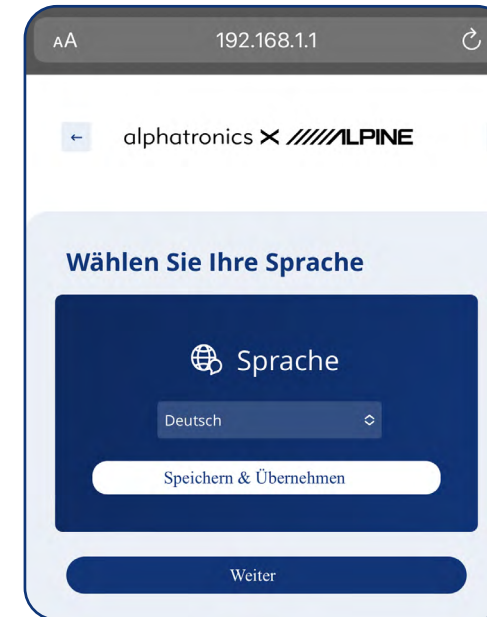 AA 192.168.1.1
alphatronics X ALPINE
Wählen Sie Ihre Sprache
Sprache
Deutsch
Speichern & Übernehmen
Weiter